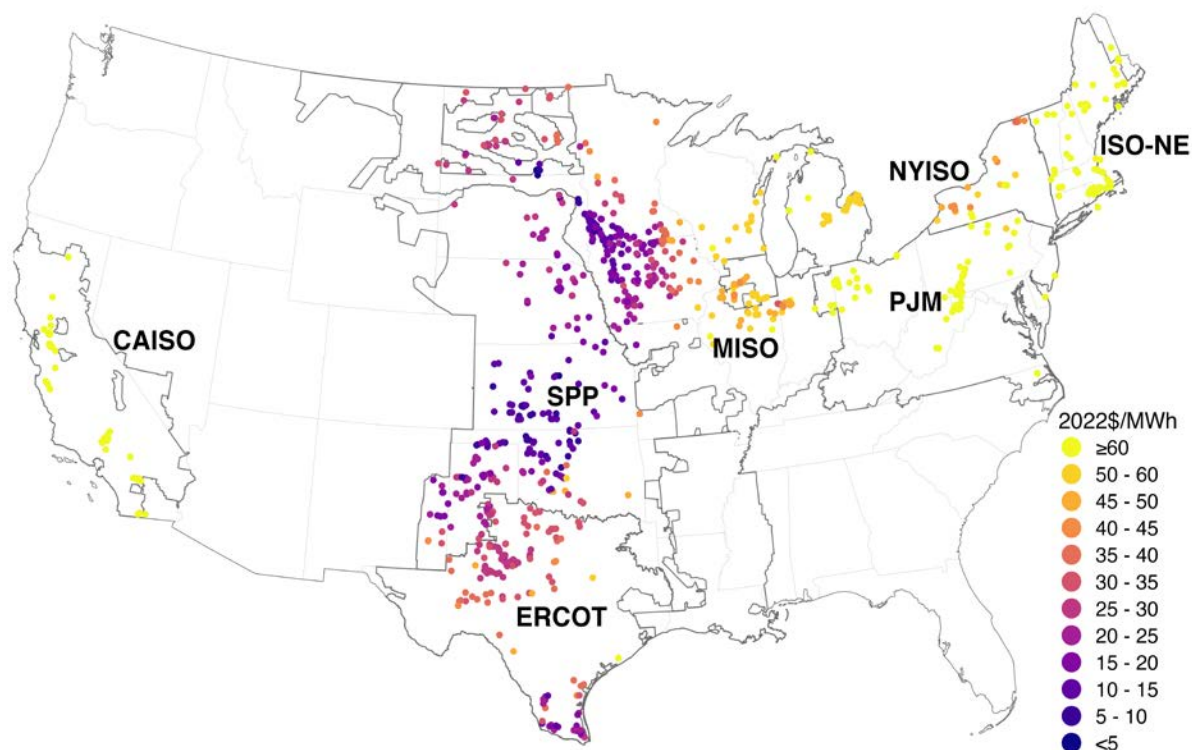 ISO-NE
NYISO
PJM
CAISO
MISO
SPP
ERCOT
2022$/MWh
≥60
50 - 60
45 - 50
40 - 45
35 - 40
30 - 35
25 - 30
20 - 25
15 - 20
10 - 15
5 - 10
<5